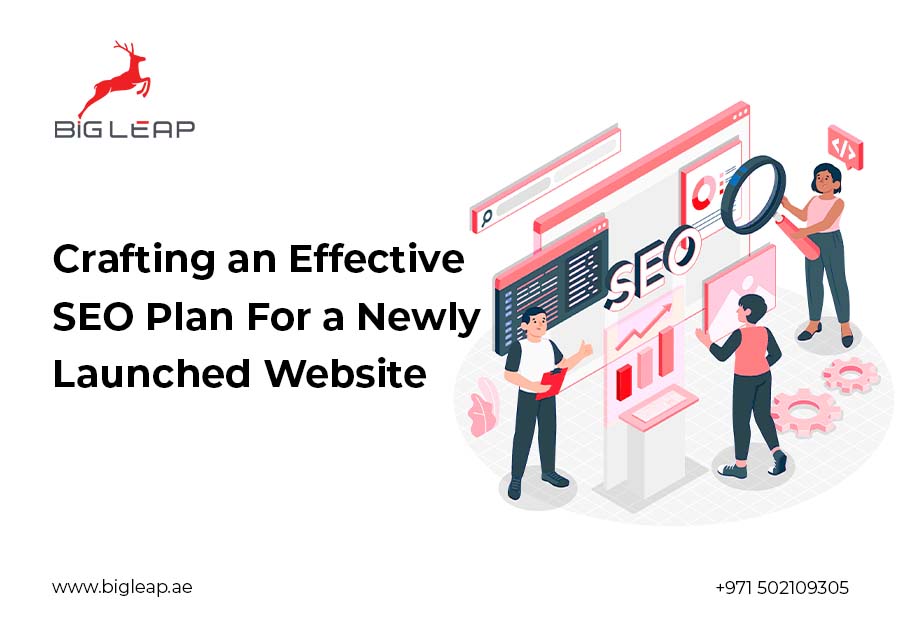 BIG LEAP
Crafting an Effective
SEO Plan For a Newly
Launched Website
</>
SEO
www.bigleap.ae
+971 502109305